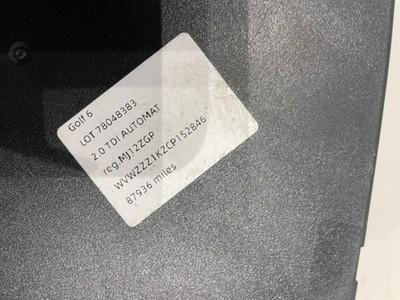 Golf 6
LOT 78048383
2.0 TDI AUTOMAT
reg.MJ12ZGP
WVWZZZ1KZCP152846
87936 miles